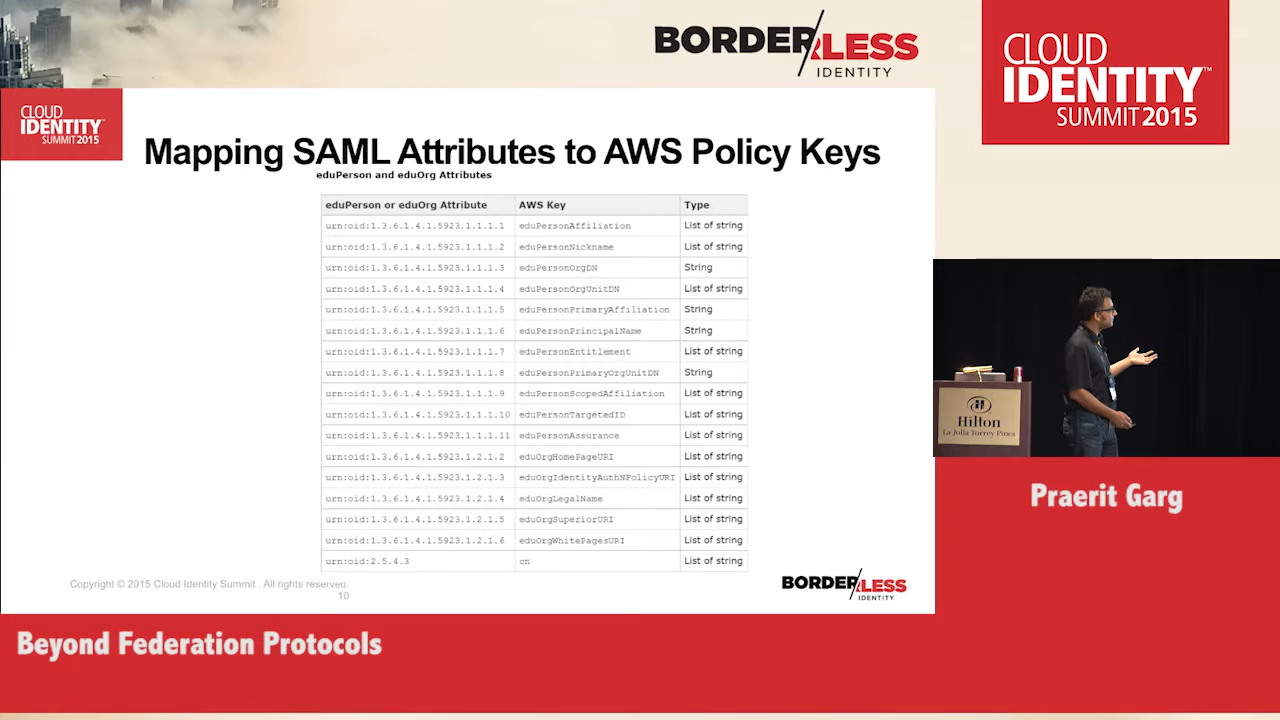 BORDERLESS
IDENTITY
CLOUD
IDENTITY™
SUMMIT 2015
CLOUD
IDENTITY™
SUMMIT 2015
Mapping SAML Attributes to AWS Policy Keys
eduPerson and eduOrg Attributes
eduPerson or eduOrg Attribute AWS Key Type
urn:oid:1.3.6.1.4.1.5923.1.1.1.1 eduPersonAffiliation List of string
urn:oid:1.3.6.1.4.1.5923.1.1.1.2 eduPersonNickname List of string
urn:oid:1.3.6.1.4.1.5923.1.1.1.3 eduPersonOrgDN String
urn:oid:1.3.6.1.4.1.5923.1.1.1.4 eduPersonOrgUnitDN List of string
urn:oid:1.3.6.1.4.1.5923.1.1.1.5 eduPersonPrimaryAffiliation String
urn:oid:1.3.6.1.4.1.5923.1.1.1.6 eduPersonPrincipalName String
urn:oid:1.3.6.1.4.1.5923.1.1.1.7 eduPersonEntitlement List of string
urn:oid:1.3.6.1.4.1.5923.1.1.1.8 eduPersonPrimaryOrgUnitDN String
urn:oid:1.3.6.1.4.1.5923.1.1.1.9 eduPersonScopedAffiliation List of string
urn:oid:1.3.6.1.4.1.5923.1.1.1.10 eduPersonTargetedID List of string
urn:oid:1.3.6.1.4.1.5923.1.1.1.11 eduPersonAssurance List of string
urn:oid:1.3.6.1.4.1.5923.1.2.1.2 eduOrgHomePageURI List of string
urn:oid:1.3.6.1.4.1.5923.1.2.1.3 eduOrgIdentityAuthNPolicyURI List of string
urn:oid:1.3.6.1.4.1.5923.1.2.1.4 eduOrgLegalName List of string
urn:oid:1.3.6.1.4.1.5923.1.2.1.5 eduOrgSuperiorURI List of string
urn:oid:1.3.6.1.4.1.5923.1.2.1.6 eduOrgWhitePagesURI List of string
urn:oid:2.5.4.3 cn List of string
Copyright © 2015 Cloud Identity Summit . All rights reserved.
10
BORDERLESS
IDENTITY
Hilton
La Jolla Torrey Pines
Praerit Garg
Beyond Federation Protocols